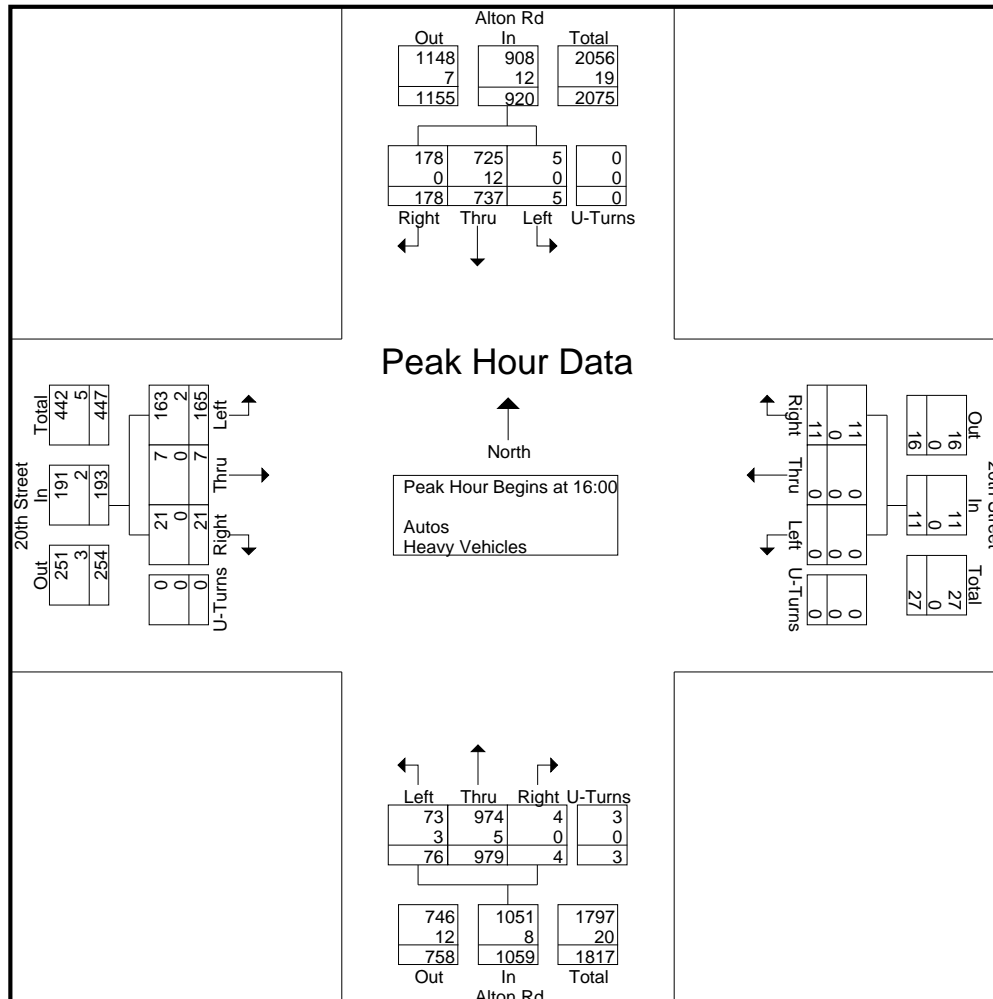 Alton Rd
Out In Total
1148 908 2056
7 12 19
1155 920 2075
178 725 5 0
0 12 0 0
178 737 5 0
Right Thru Left U-Turns
Peak Hour Data
North
Peak Hour Begins at 16:00
Autos
Heavy Vehicles
20th Street
Total In Out
442 191 251
5 2 3
447 193 254
163 7 21 0
2 0 0 0
165 7 21 0
Left Thru Right U-Turns
Out In Total
16 11 27
0 0 0
16 11 27
11 0 0 0
0 0 0 0
11 0 0 0
Right Thru Left U-Turns
Left Thru Right U-Turns
73 974 4 3
3 5 0 0
76 979 4 3
746 1051 1797
12 8 20
758 1059 1817
Out In Total
Alton Rd